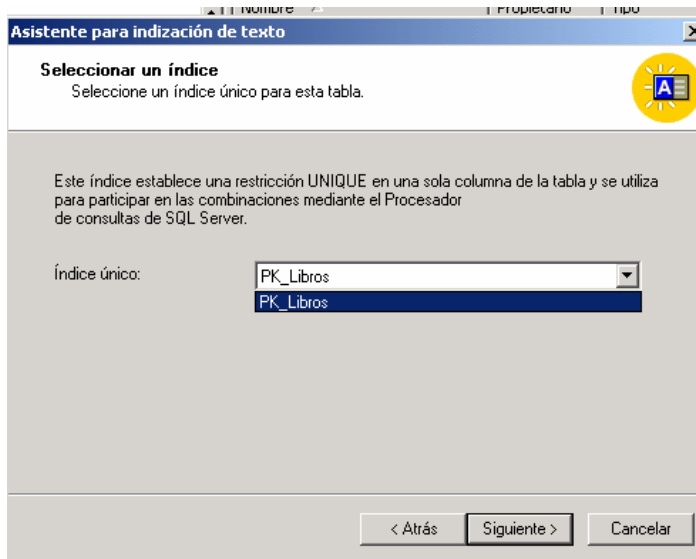 Nombre Propietario Tipo
Asistente para indización de texto
Seleccionar un índice
Seleccione un índice único para esta tabla.
A
Este índice establece una restricción UNIQUE en una sola columna de la tabla y se utiliza
para participar en las combinaciones mediante el Procesador
de consultas de SQL Server.
Índice único: PK_Libros
PK_Libros
< Atrás Siguiente > Cancelar